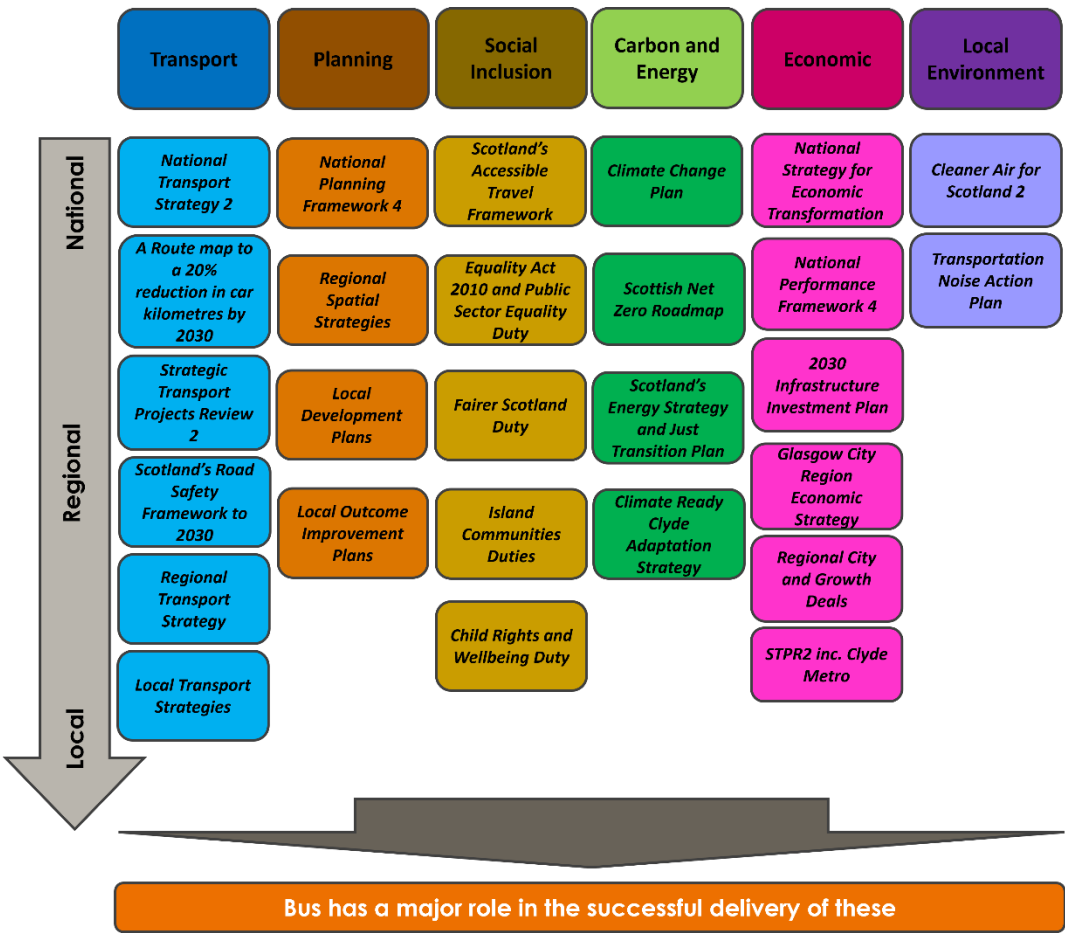 Transport
Planning
Social
Inclusion
Carbon and
Energy
Economic
Local
Environment
National
Regional
Local
National
Transport
Strategy 2
A Route map to
a 20%
reduction in car
kilometres by
2030
Strategic
Transport
Projects Review
2
Scotland's Road
Safety
Framework to
2030
Regional
Transport
Strategy
Local Transport
Strategies
National
Planning
Framework 4
Regional
Spatial
Strategies
Local
Development
Plans
Local Outcome
Improvement
Plans
Scotland's
Accessible
Travel
Framework
Equality Act
2010 and Public
Sector Equality
Duty
Fairer Scotland
Duty
Island
Communities
Duties
Child Rights and
Wellbeing Duty
Climate Change
Plan
Scottish Net
Zero Roadmap
Scotland's
Energy Strategy
and Just
Transition Plan
Climate Ready
Clyde
Adaptation
Strategy
National
Strategy for
Economic
Transformation
National
Performance
Framework 4
2030
Infrastructure
Investment Plan
Glasgow City
Region
Economic
Strategy
Regional City
and Growth
Deals
STPR2 inc. Clyde
Metro
Cleaner Air for
Scotland 2
Transportation
Noise Action
Plan
Bus has a major role in the successful delivery of these